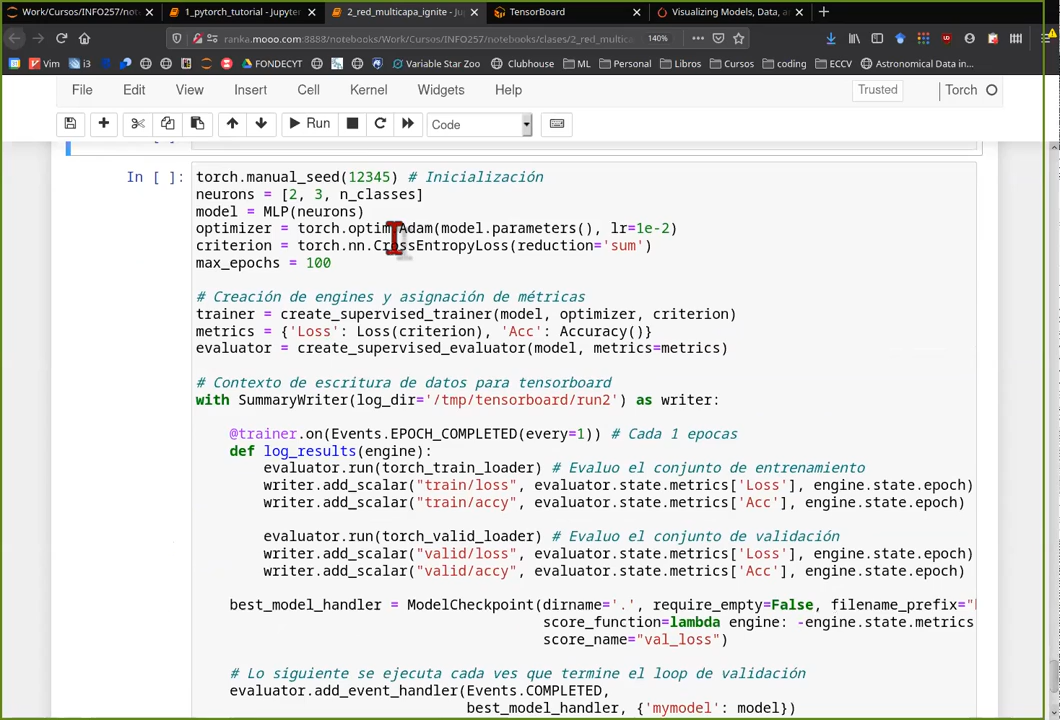 Work/Cursos/INFO257/
1_pytorch_tutorial - Jupyter
2_red_multicapa_ignite - Ju
TensorBoard
Visualizing Models, Data, a
ranka.mooo.com:8888/notebooks/Work/Cursos/INFO257/notebooks/clases/2_red_multica
140%
Vim
i3
FONDECYT
Variable Star Zoo
Clubhouse
ML
Personal
Libros
Cursos
coding
ECCV
Astronomical Data in...
File Edit View Insert Cell Kernel Widgets Help
Trusted
Torch
Run
Code
In [ ]:
torch.manual_seed(12345) # Inicialización
neurons = [2, 3, n_classes]
model = MLP(neurons)
optimizer = torch.optim.Adam(model.parameters(), lr=1e-2)
criterion = torch.nn.CrossEntropyLoss(reduction='sum')
max_epochs = 100
# Creación de engines y asignación de métricas
trainer = create_supervised_trainer(model, optimizer, criterion)
metrics = {'Loss': Loss(criterion), 'Acc': Accuracy()}
evaluator = create_supervised_evaluator(model, metrics=metrics)
# Contexto de escritura de datos para tensorboard
with SummaryWriter(log_dir='/tmp/tensorboard/run2') as writer:
@trainer.on(Events.EPOCH_COMPLETED(every=1)) # Cada 1 epocas
def log_results(engine):
evaluator.run(torch_train_loader) # Evaluo el conjunto de entrenamiento
writer.add_scalar("train/loss", evaluator.state.metrics['Loss'], engine.state.epoch)
writer.add_scalar("train/accy", evaluator.state.metrics['Acc'], engine.state.epoch)
evaluator.run(torch_valid_loader) # Evaluo el conjunto de validación
writer.add_scalar("valid/loss", evaluator.state.metrics['Loss'], engine.state.epoch)
writer.add_scalar("valid/accy", evaluator.state.metrics['Acc'], engine.state.epoch)
best_model_handler = ModelCheckpoint(dirname='.', require_empty=False, filename_prefix="
score_function=lambda engine: -engine.state.metrics
score_name="val_loss")
# Lo siguiente se ejecuta cada ves que termine el loop de validación
evaluator.add_event_handler(Events.COMPLETED,
best_model_handler, {'mymodel': model})